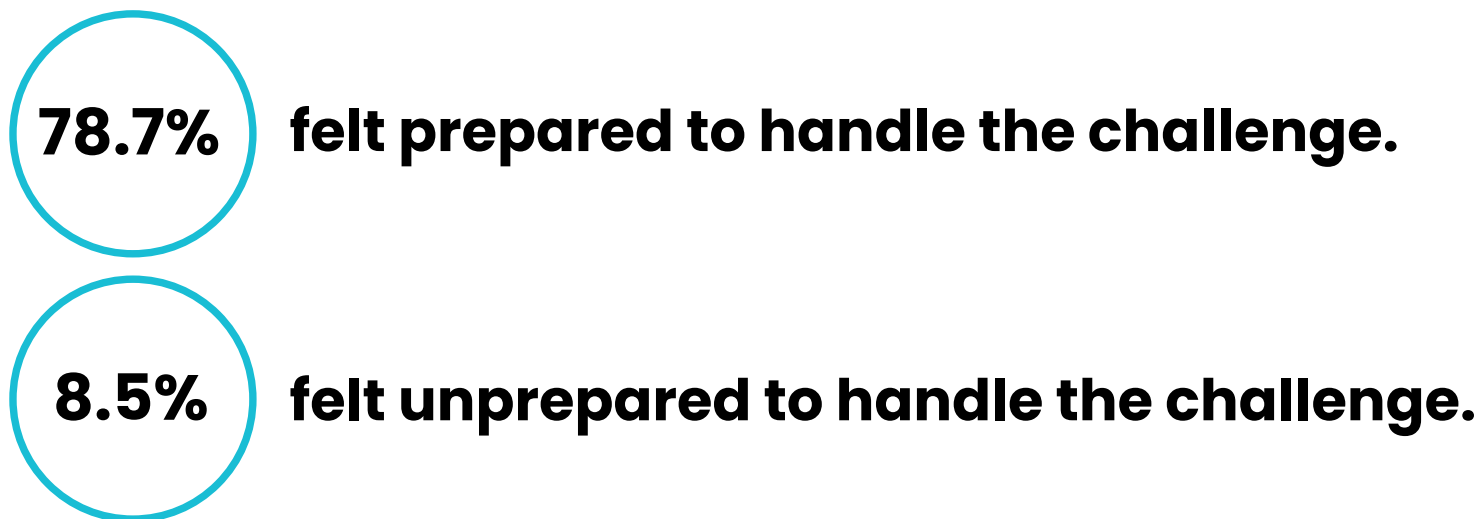 78.7% felt prepared to handle the challenge.
8.5% felt unprepared to handle the challenge.